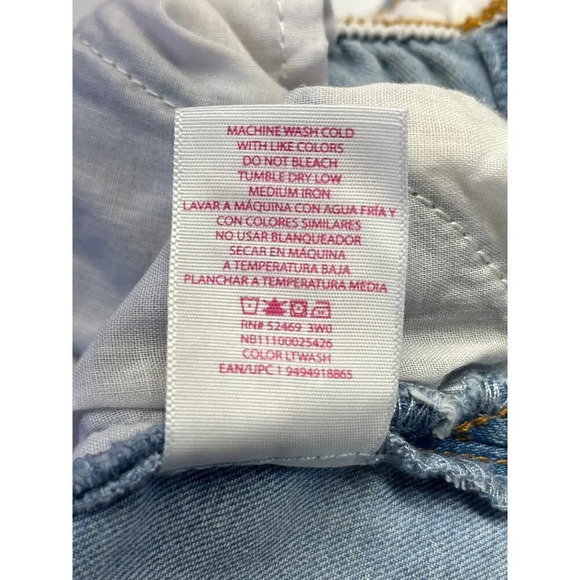 MACHINE WASH COLD
WITH LIKE COLORS
DO NOT BLEACH
TUMBLE DRY LOW
MEDIUM IRON
LAVAR A MÁQUINA CON AGUA FRÍA Y
CON COLORES SIMILARES
NO USAR BLANQUEADOR
SECAR EN MÁQUINA
A TEMPERATURA BAJA
PLANCHAR A TEMPERATURA MEDIA
RN# 52469 3W0
NB11100025426
COLOR LTWASH
EAN/UPC 1 9494918865